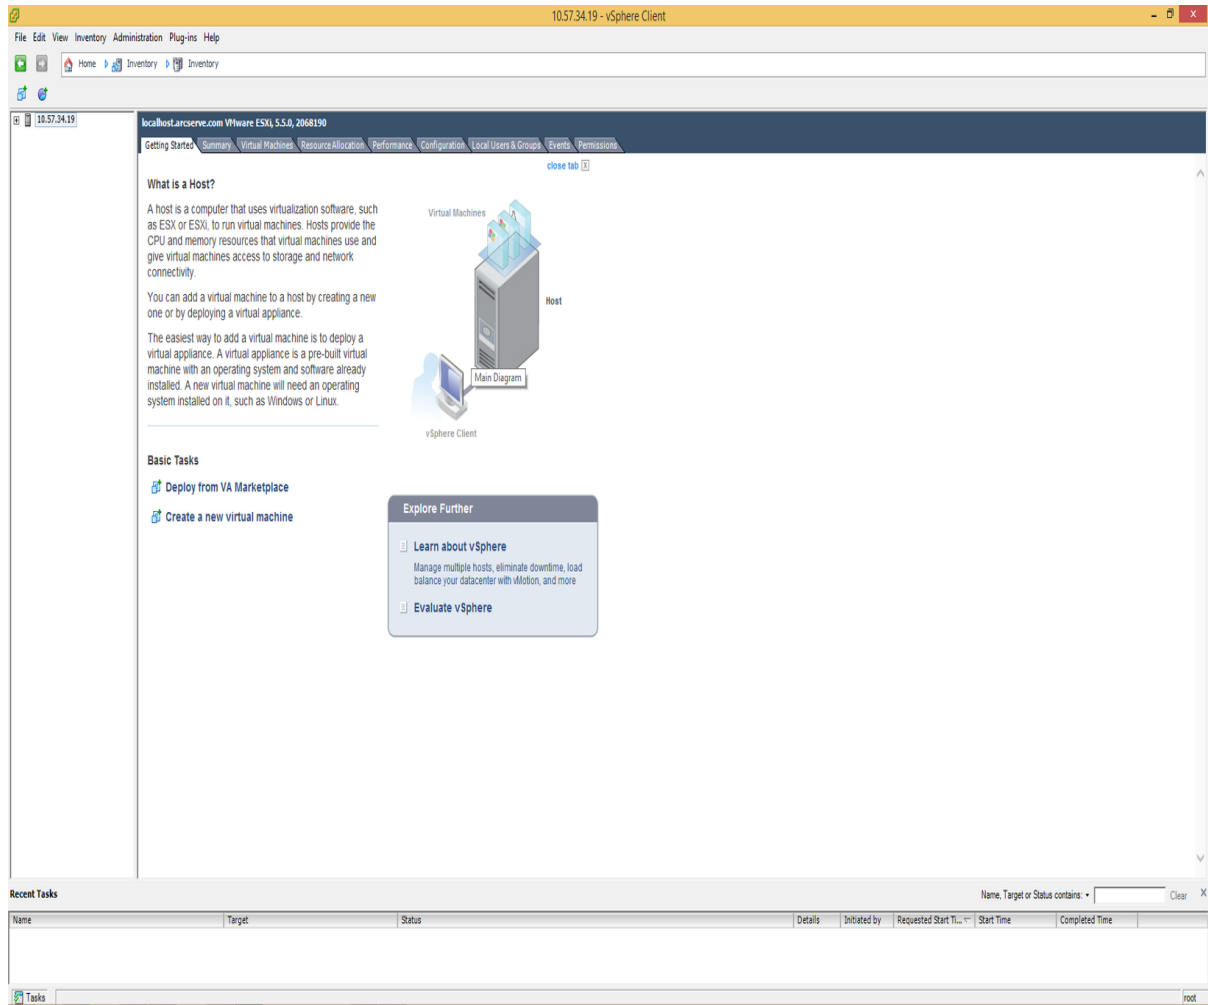 10.57.34.19 - vSphere Client
File Edit View Inventory Administration Plug-ins Help
Home Inventory Inventory
10.57.34.19
localhost.arcserve.com VMware ESXi, 5.5.0, 2068190
Getting Started Summary Virtual Machines Resource Allocation Performance Configuration Local Users & Groups Events Permissions
close tab X
What is a Host?
A host is a computer that uses virtualization software, such
as ESX or ESXi, to run virtual machines. Hosts provide the
CPU and memory resources that virtual machines use and
give virtual machines access to storage and network
connectivity.
You can add a virtual machine to a host by creating a new
one or by deploying a virtual appliance.
The easiest way to add a virtual machine is to deploy a
virtual appliance. A virtual appliance is a pre-built virtual
machine with an operating system and software already
installed. A new virtual machine will need an operating
system installed on it, such as Windows or Linux.
Virtual Machines
Host
Main Diagram
vSphere Client
Basic Tasks
Deploy from VA Marketplace
Create a new virtual machine
Explore Further
Learn about vSphere
Manage multiple hosts, eliminate downtime, load
balance your datacenter with vMotion, and more
Evaluate vSphere
Recent Tasks
Name, Target or Status contains: Clear X
Name Target Status Details Initiated by Requested Start Ti... Start Time Completed Time
Tasks root